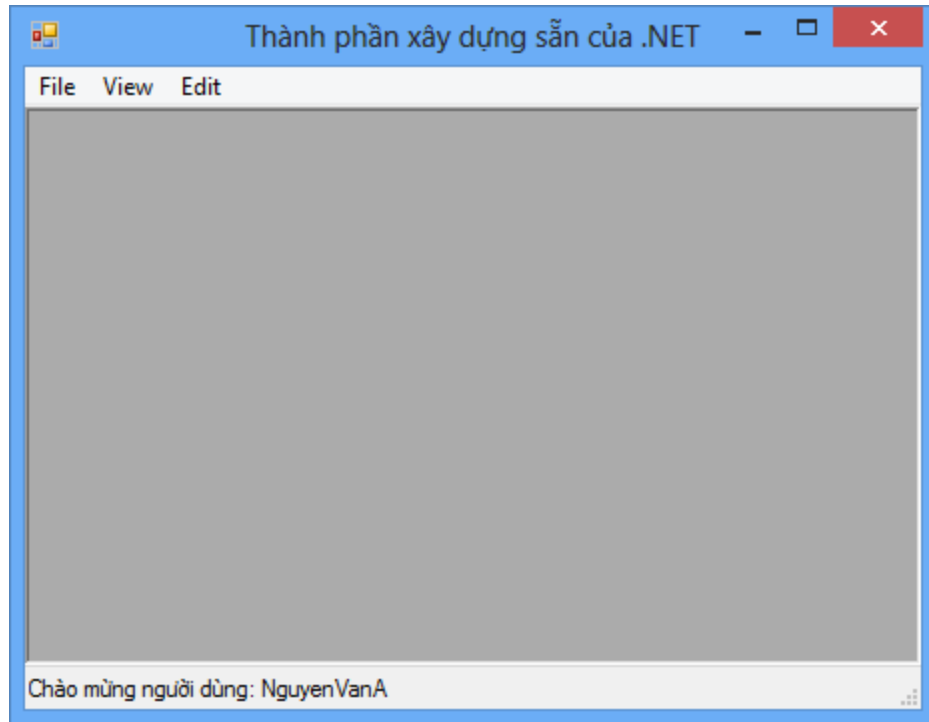 Thành phần xây dựng sẵn của .NET
File View Edit
Chào mừng người dùng: NguyenVanA